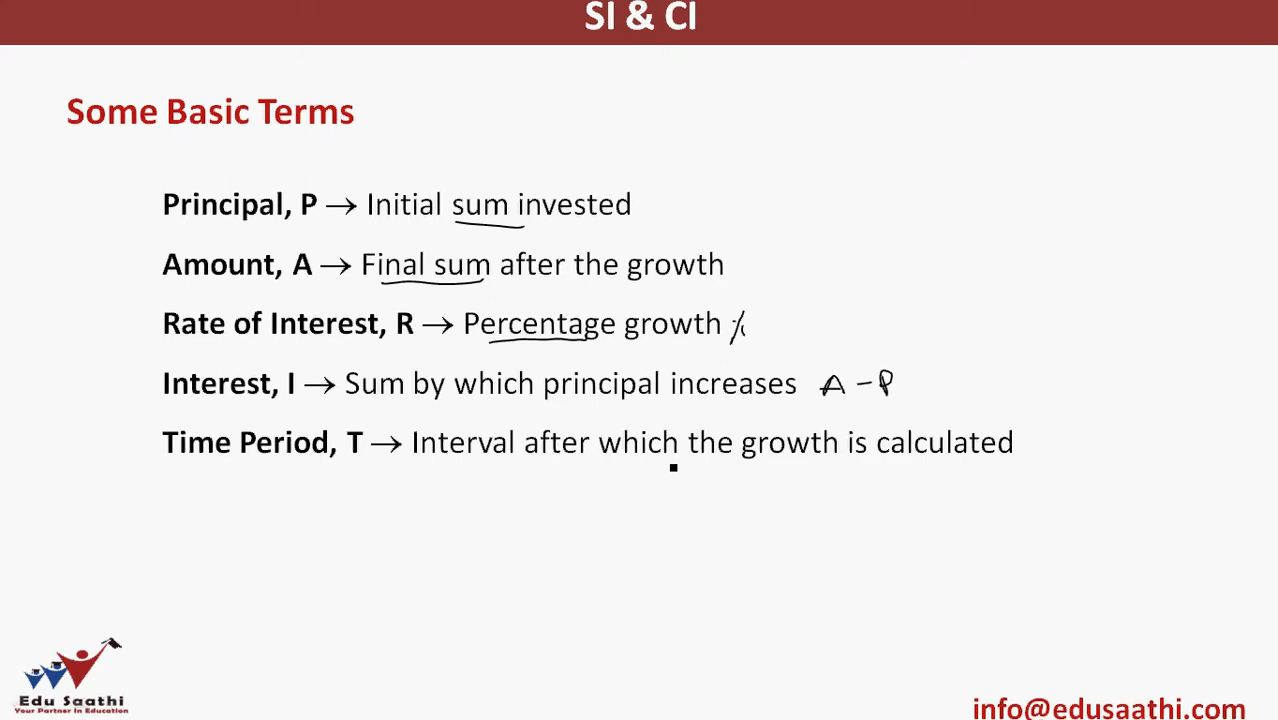 SI & CI
Some Basic Terms
Principal, P → Initial sum invested
Amount, A → Final sum after the growth
Rate of Interest, R → Percentage growth %
Interest, I → Sum by which principal increases A - P
Time Period, T → Interval after which the growth is calculated
Edu Saathi
Your Partner In Education
info@edusaathi.com